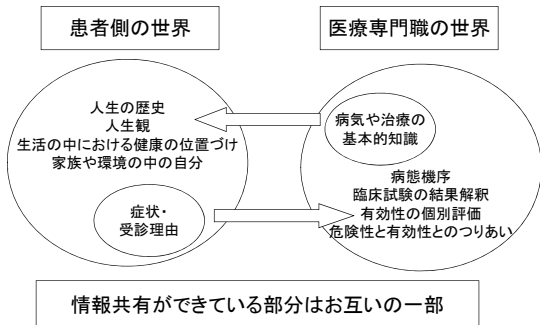 患者側の世界
医療専門職の世界
人生の歴史
人生観
生活の中における健康の位置づけ
家族や環境の中の自分
症状・
受診理由
病気や治療の
基本的知識
病態機序
臨床試験の結果解釈
有効性の個別評価
危険性と有効性とのつりあい
情報共有ができている部分はお互いの一部